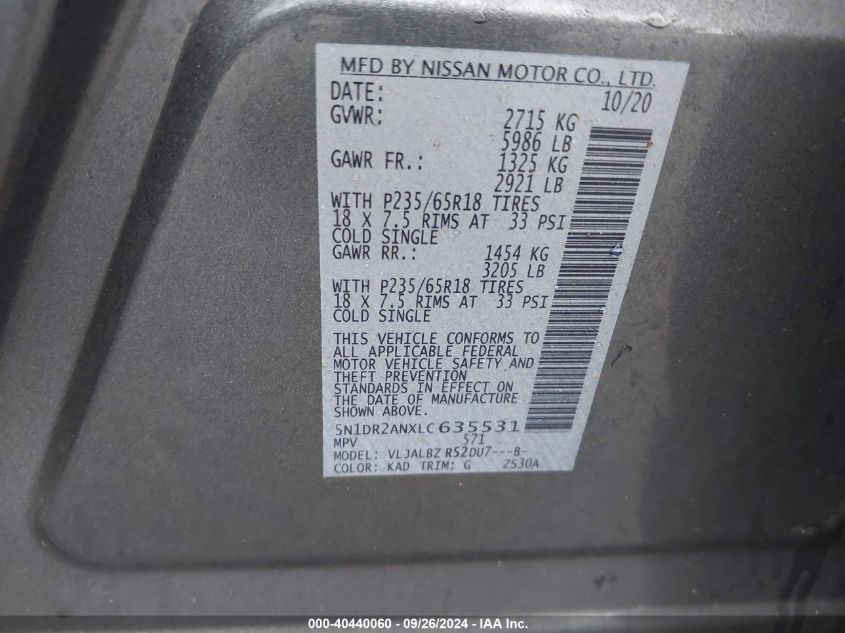 MFD BY NISSAN MOTOR CO., LTD.
DATE: 10/20
GVWR: 2715 KG
5986 LB
GAWR FR.: 1325 KG
2921 LB
WITH P235/65R18 TIRES
18 X 7.5 RIMS AT 33 PSI
COLD SINGLE
GAWR RR.: 1454 KG
3205 LB
WITH P235/65R18 TIRES
18 X 7.5 RIMS AT 33 PSI
COLD SINGLE
THIS VEHICLE CONFORMS TO
ALL APPLICABLE FEDERAL
MOTOR VEHICLE SAFETY AND
THEFT PREVENTION
STANDARDS IN EFFECT ON
THE DATE OF MANUFACTURE
SHOWN ABOVE.
5N1DR2ANXLC635531
MPV 571
MODEL: VLJALBZ R52DU7---B-
COLOR: KAD TRIM: G ZS30A
000-40440060 - 09/26/2024 - IAA Inc.